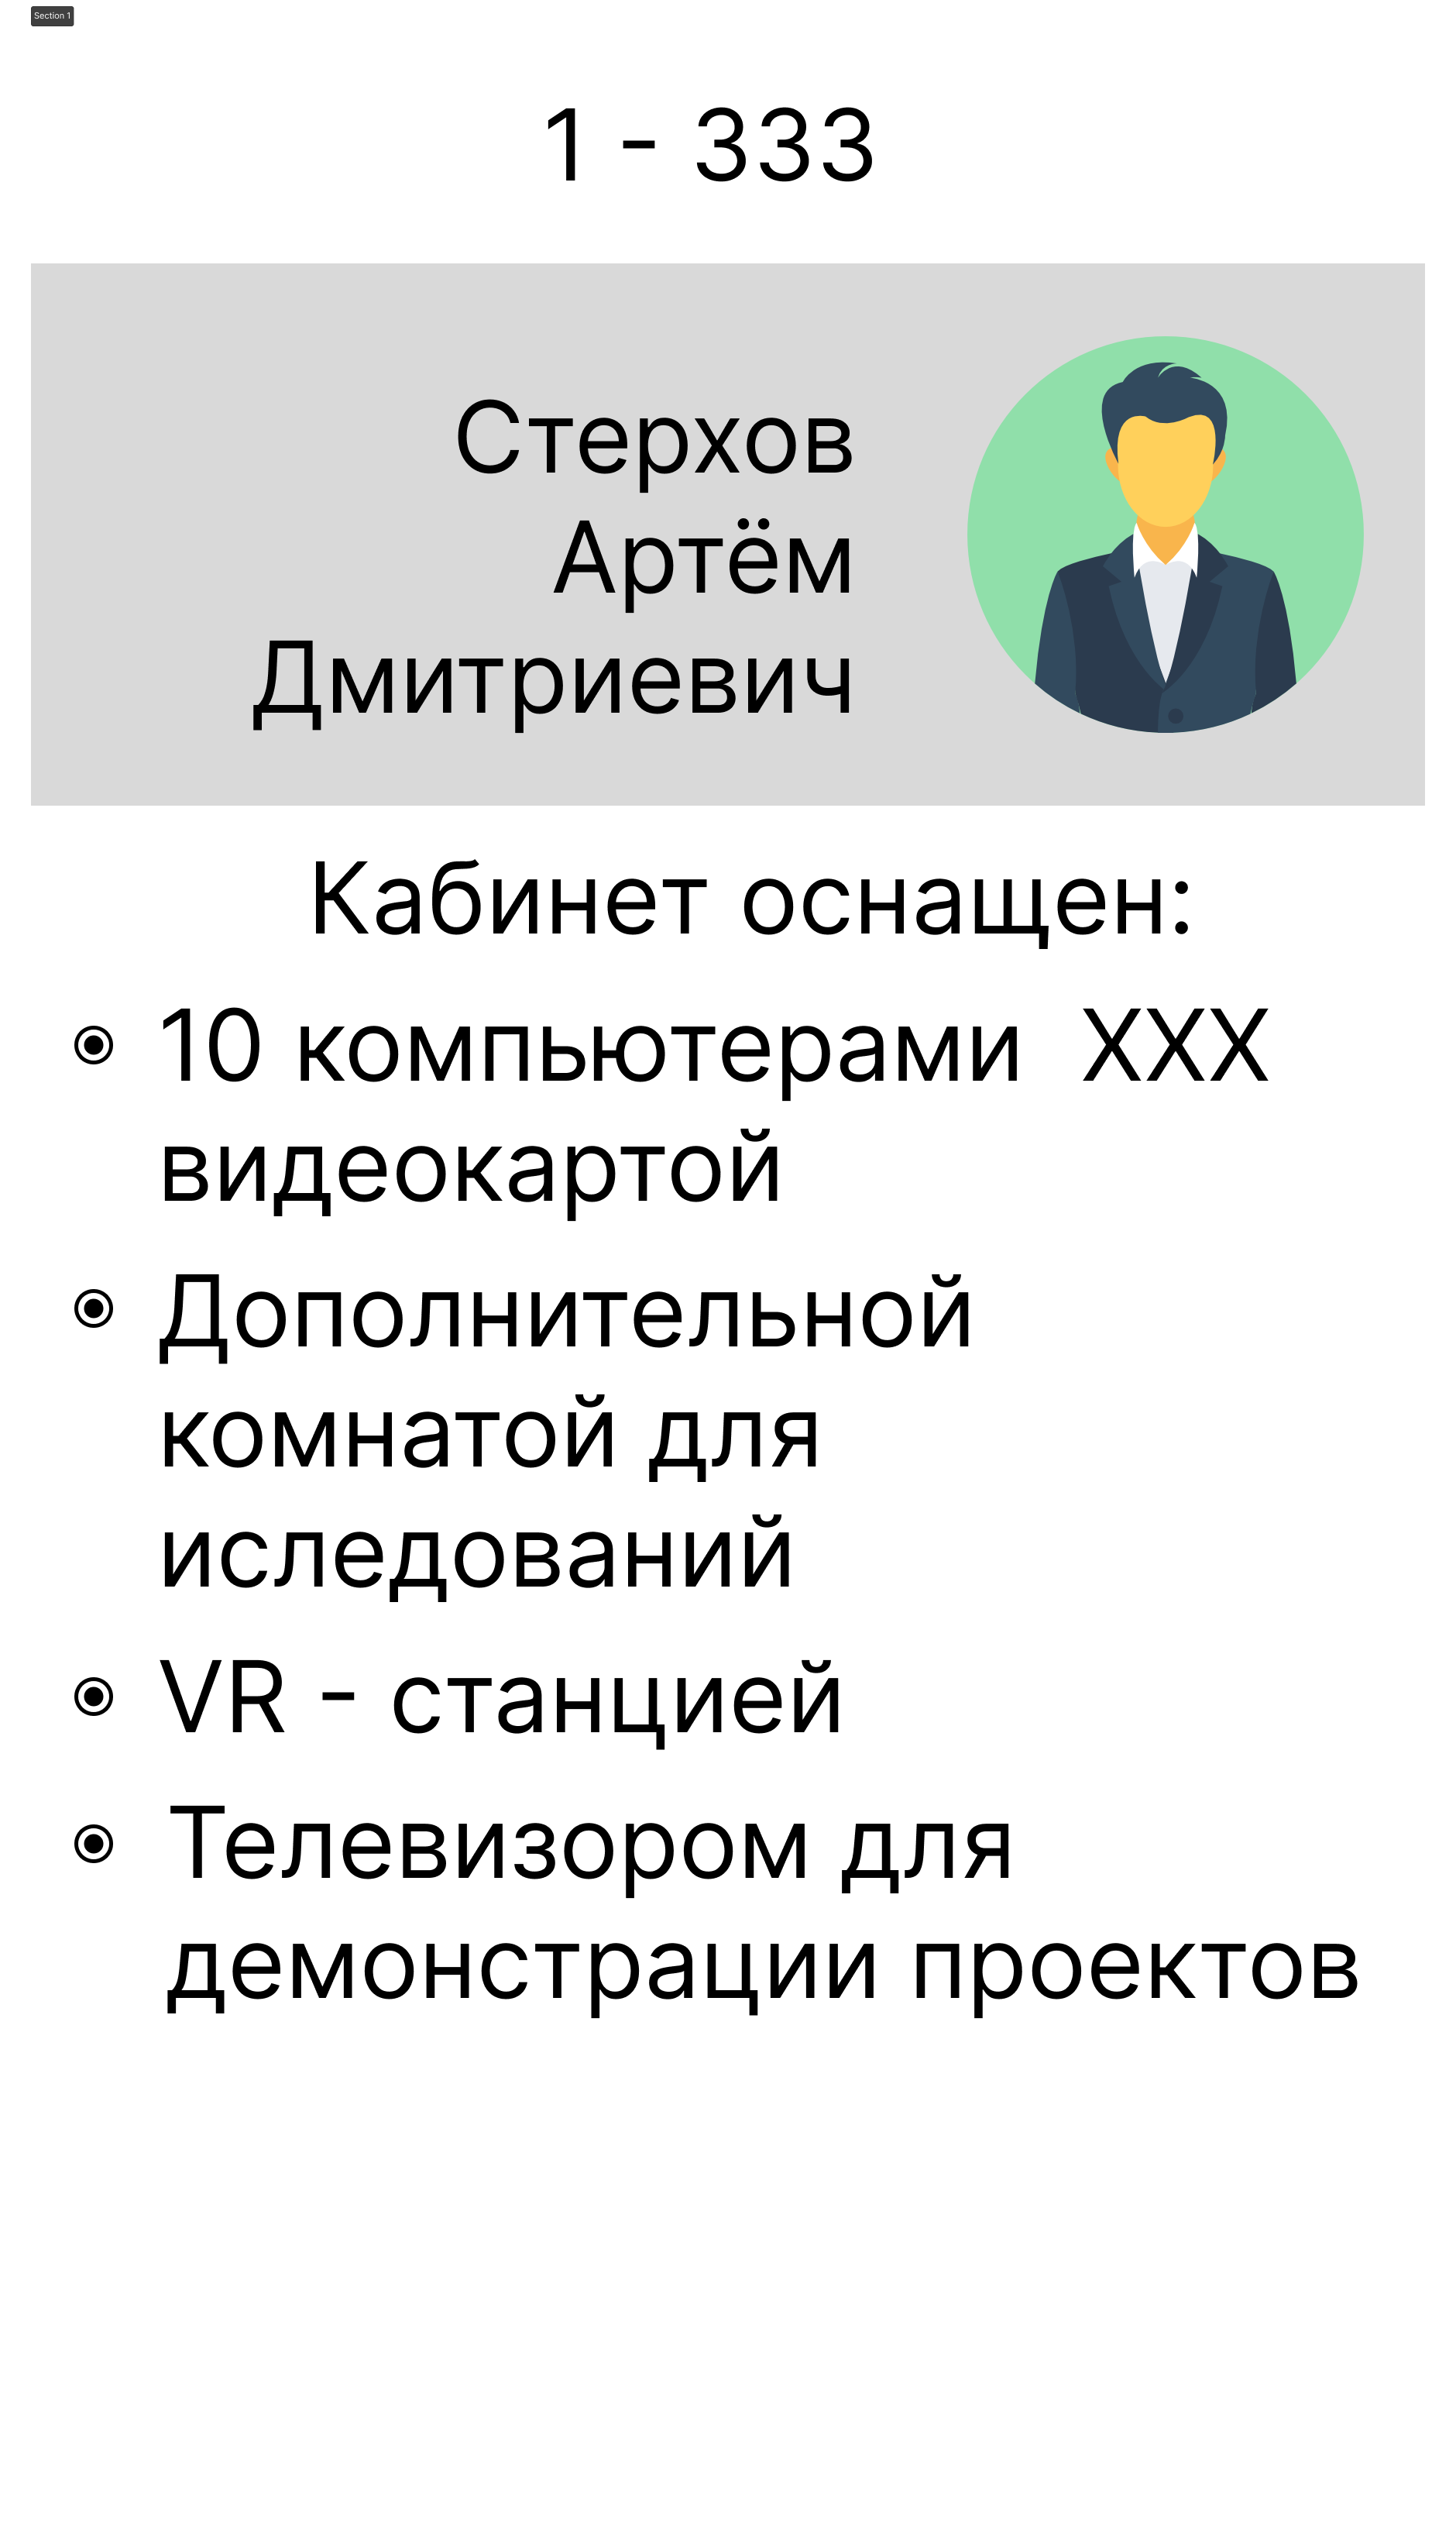 Section 1
1 - 333
Стерхов
Артём
Дмитриевич
Кабинет оснащен:
10 компьютерами  XXX
видеокартой
Дополнительной
комнатой для
иследований
VR - станцией
Телевизором для
демонстрации проектов